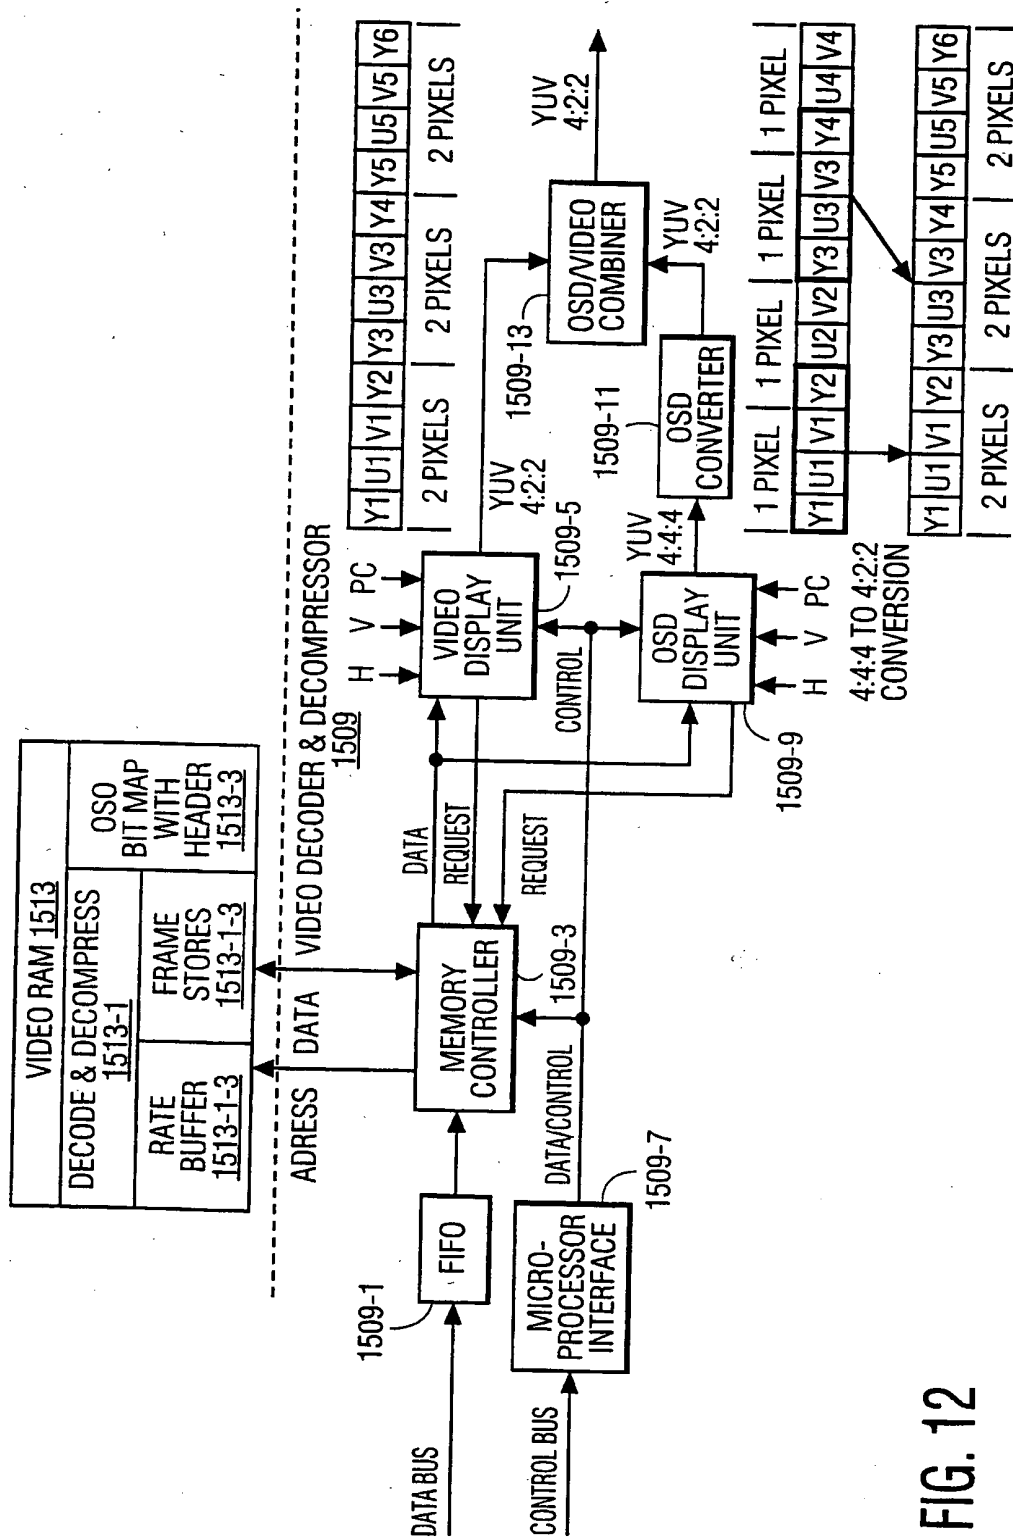 VIDEO RAM 1513
DECODE & DECOMPRESS
1513-1
RATE
BUFFER
1513-1-3
FRAME
STORES
1513-1-3
OSO
BIT MAP
WITH
HEADER
1513-3
ADRESS
DATA
VIDEO DECODER & DECOMPRESSOR
1509
DATA BUS
1509-1
FIFO
MEMORY
CONTROLLER
1509-3
DATA
REQUEST
H
V
PC
VIDEO
DISPLAY
UNIT
1509-5
YUV
4:2:2
Y1 U1 V1 Y2 Y3 U3 V3 Y4 Y5 U5 V5 Y6
2 PIXELS
2 PIXELS
2 PIXELS
1509-13
OSD/VIDEO
COMBINER
YUV
4:2:2
CONTROL BUS
MICRO-
PROCESSOR
INTERFACE
1509-7
DATA/CONTROL
REQUEST
CONTROL
OSD
DISPLAY
UNIT
1509-9
H
V
PC
YUV
4:4:4
1509-11
OSD
CONVERTER
YUV
4:2:2
4:4:4 TO 4:2:2
CONVERSION
1 PIXEL
1 PIXEL
1 PIXEL
1 PIXEL
Y1 U1 V1 Y2 U2 V2 Y3 U3 V3 Y4 U4 V4
Y1 U1 V1 Y2 Y3 U3 V3 Y4 Y5 U5 V5 Y6
2 PIXELS
2 PIXELS
2 PIXELS
FIG. 12